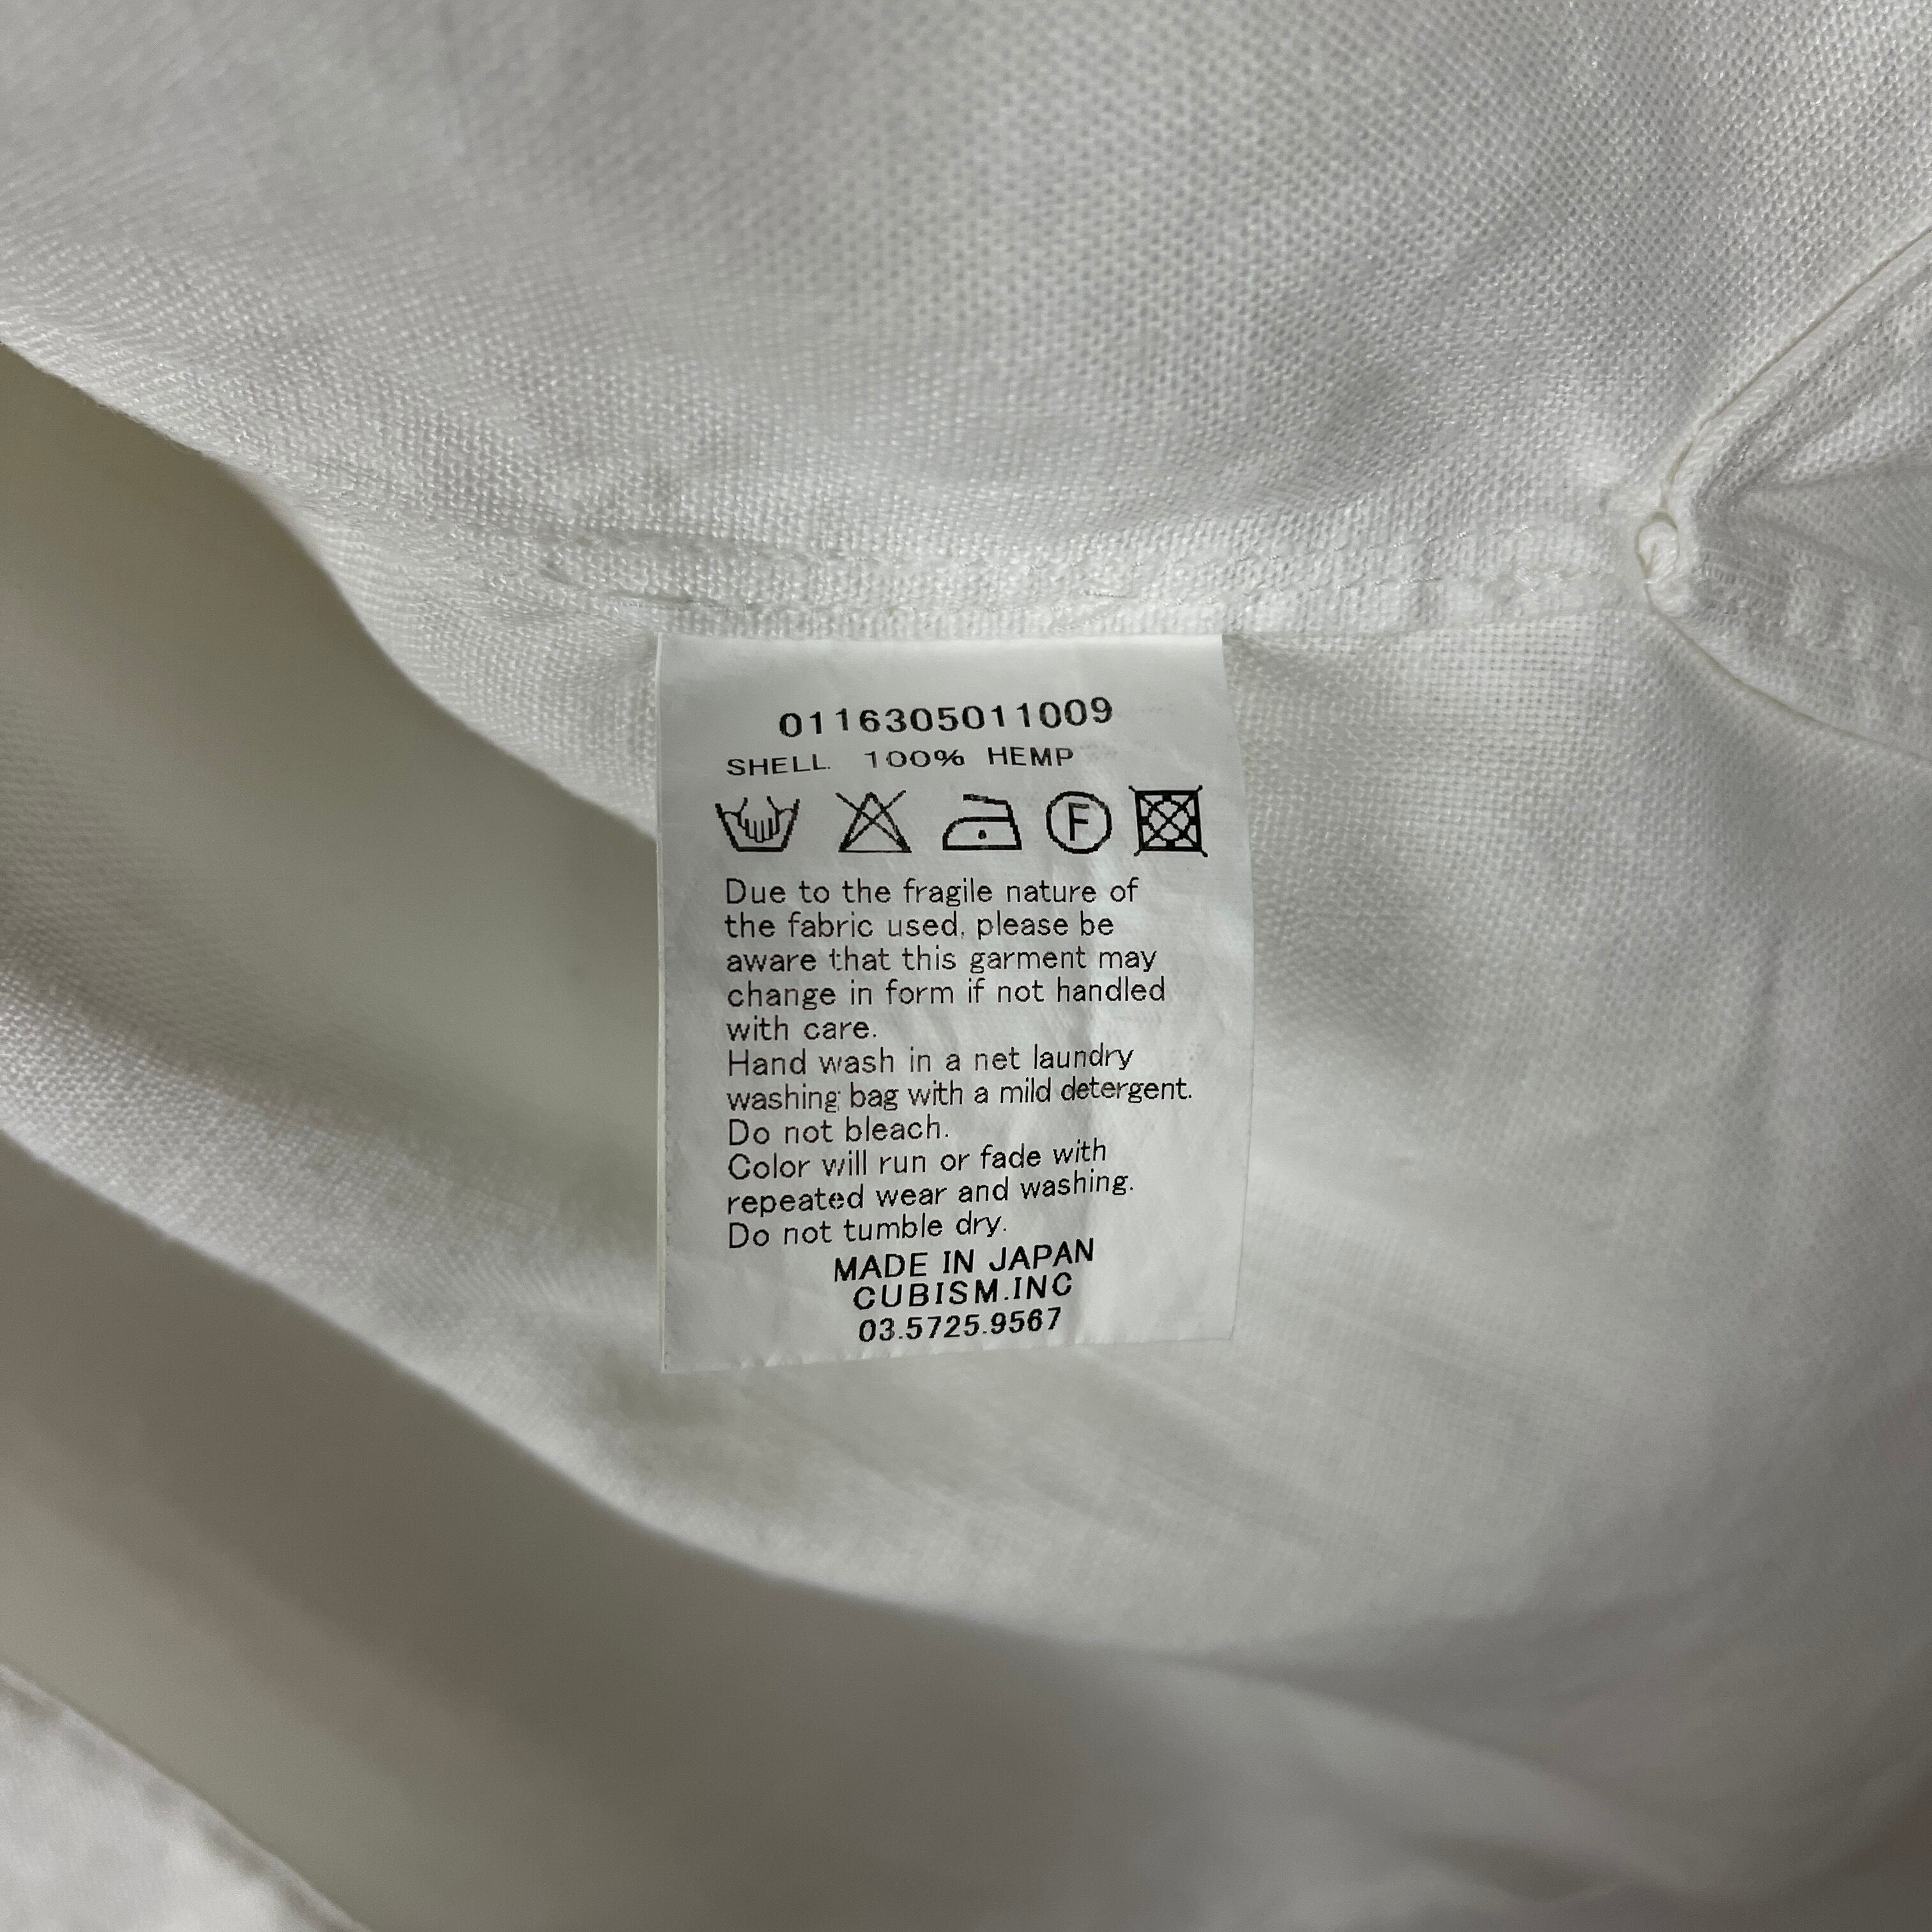 0116305011009
SHELL. 100% HEMP
F
Due to the fragile nature of
the fabric used, please be
aware that this garment may
change in form if not handled
with care.
Hand wash in a net laundry
washing bag with a mild detergent.
Do not bleach.
Color will run or fade with
repeated wear and washing.
Do not tumble dry.
MADE IN JAPAN
CUBISM.INC
03.5725.9567